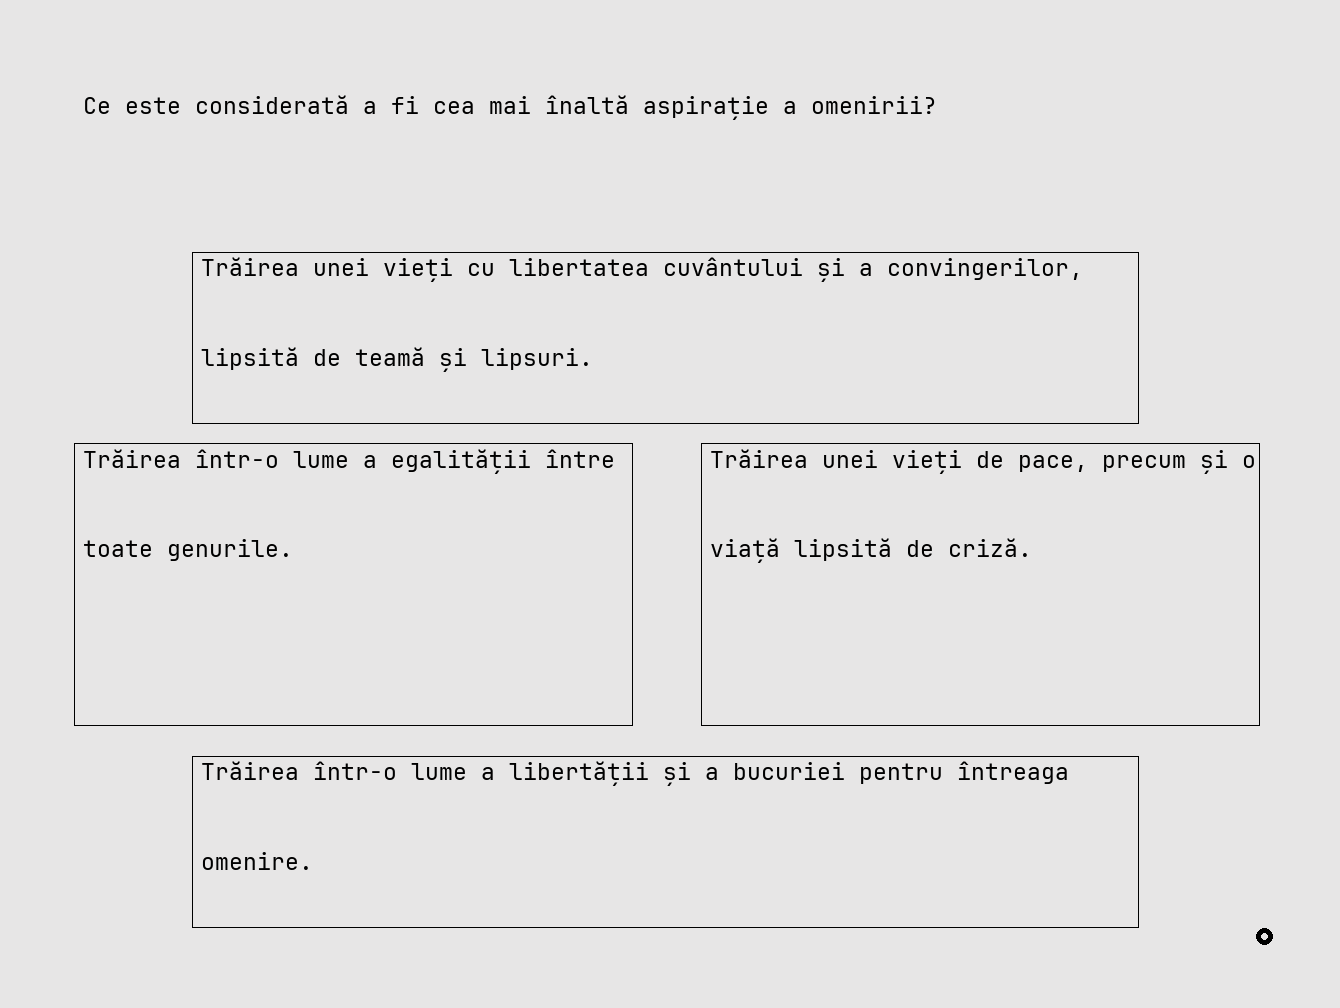 Ce este considerată a fi cea mai înaltă aspirație a omenirii?
Trăirea unei vieți cu libertatea cuvântului și a convingerilor,
lipsită de teamă și lipsuri.
Trăirea într-o lume a egalității între
toate genurile.
Trăirea unei vieți de pace, precum și o
viață lipsită de criză.
Trăirea într-o lume a libertății și a bucuriei pentru întreaga
omenire.